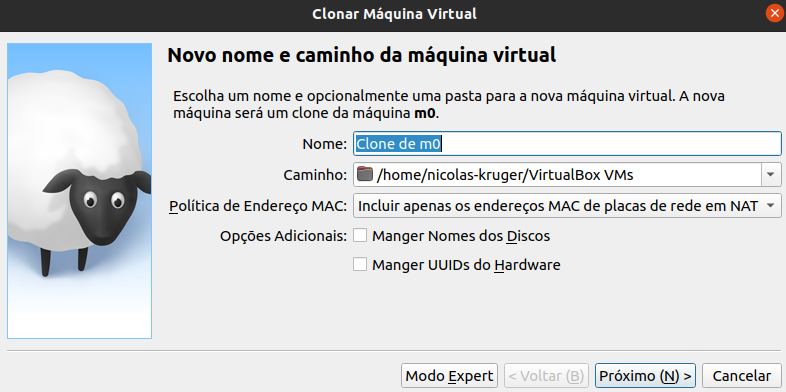 Clonar Máquina Virtual
Novo nome e caminho da máquina virtual
Escolha um nome e opcionalmente uma pasta para a nova máquina virtual. A nova
máquina será um clone da máquina m0.
Nome: Clone de m0
Caminho: /home/nicolas-kruger/VirtualBox VMs
Política de Endereço MAC: Incluir apenas os endereços MAC de placas de rede em NAT
Opções Adicionais: Manger Nomes dos Discos
Manger UUIDs do Hardware
Modo Expert < Voltar (B) Próximo (N) > Cancelar